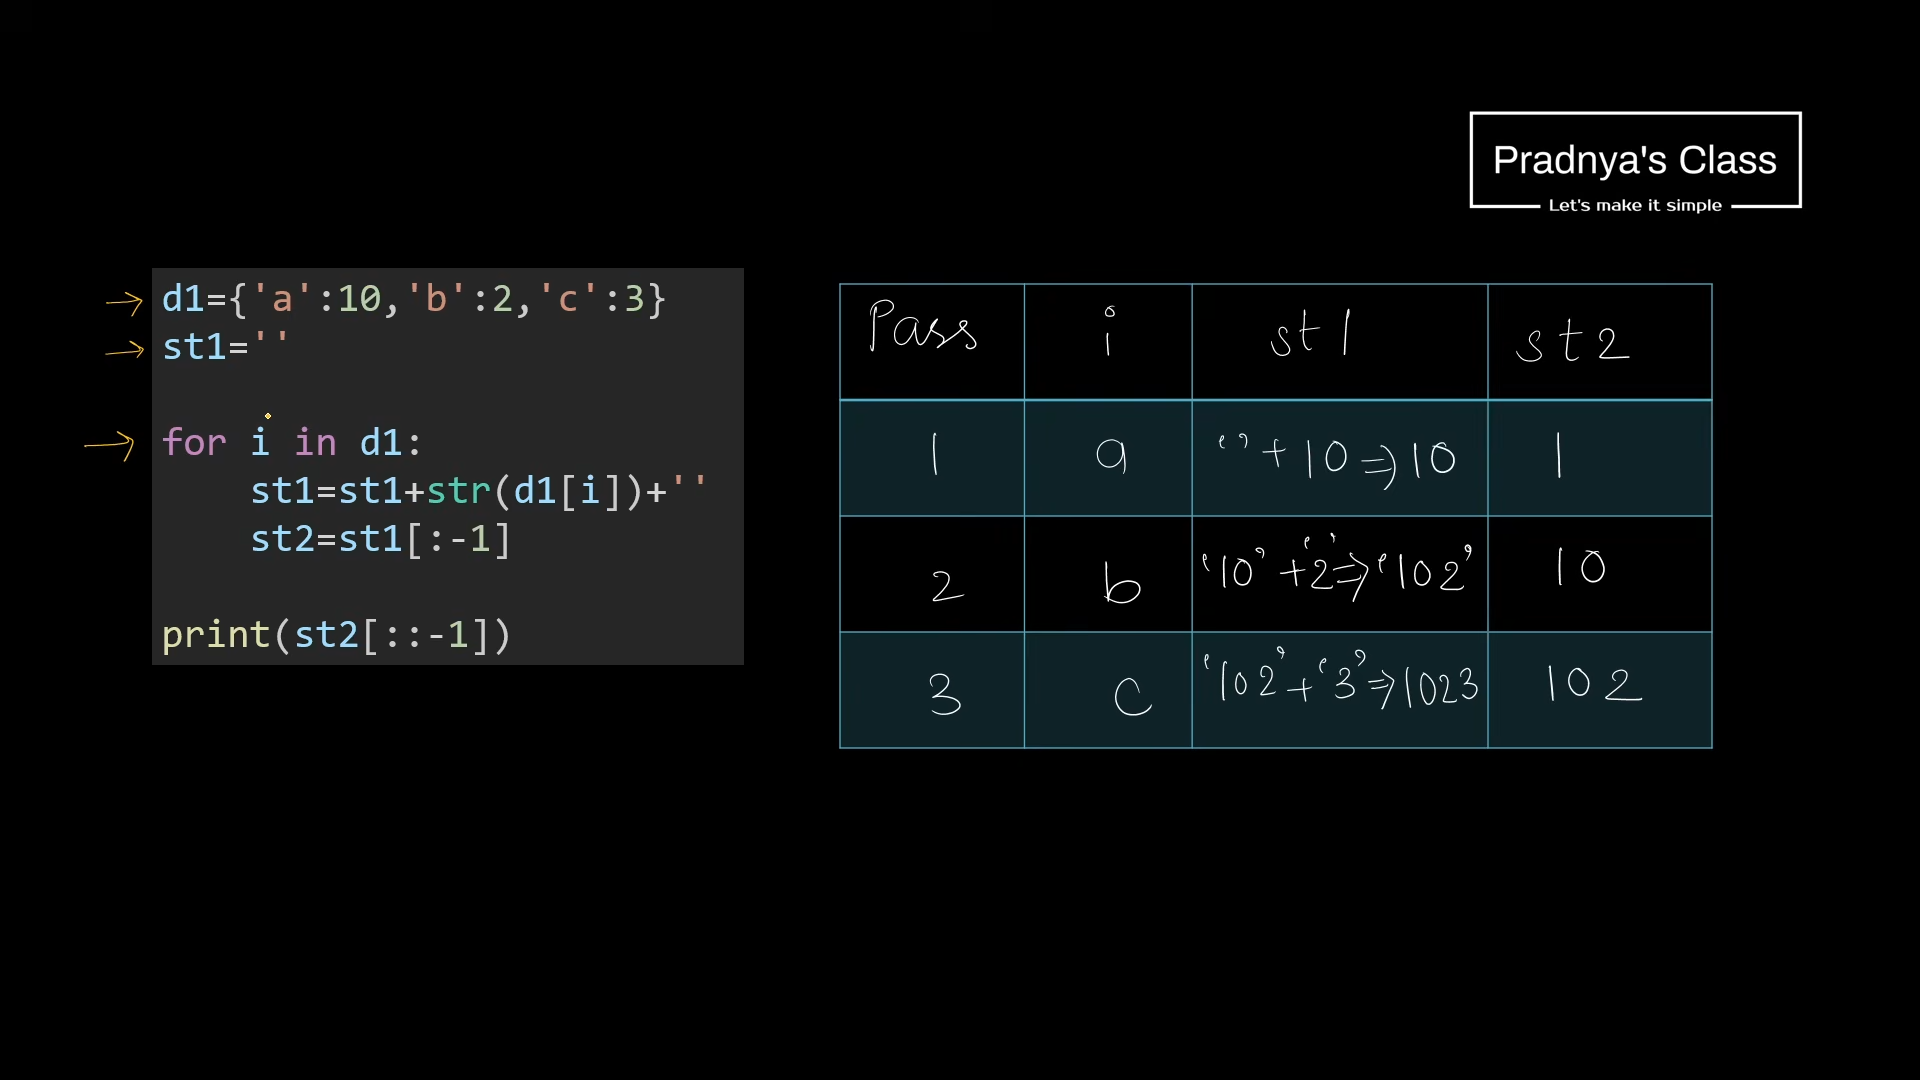 Pradnya's Class
Let's make it simple
d1={'a':10,'b':2,'c':3}
st1=''
for i in d1:
    st1=st1+str(d1[i])+''
    st2=st1[:-1]
print(st2[::-1])
Pass i st1 st2
1 a ‘’+10⇒10 1
2 b ‘10’+‘2’⇒‘102’ 10
3 c ‘102’+‘3’⇒1023 102